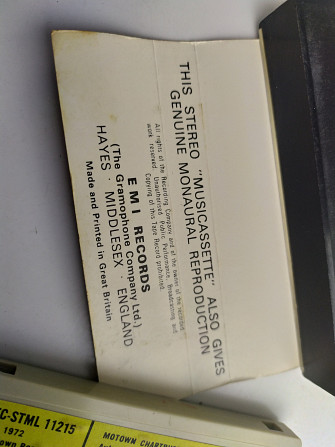 THIS STEREO "MUSICASSETTE" ALSO GIVES
GENUINE MONAURAL REPRODUCTION
All rights of the Recording Company and of the owner of the recorded
work reserved. Unauthorised Public Performance, Broadcasting and
Copying of this Tape Record prohibited.
E M I RECORDS
(The Gramophone Company Ltd.)
HAYES · MIDDLESEX · ENGLAND
Made and Printed in Great Britain
C-STML 11215
1972
MOTOWN